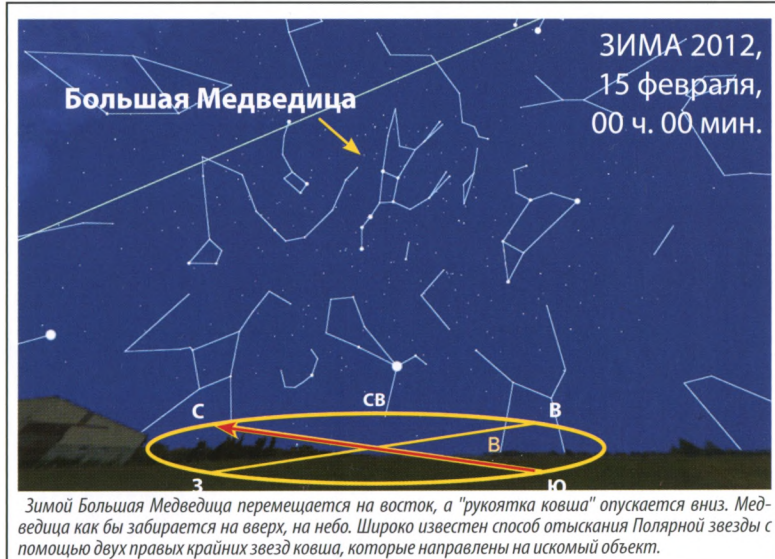 ЗИМА 2012,
15 февраля,
00 ч. 00 мин.
Большая Медведица
С
СВ
В
В
З
Ю
Зимой Большая Медведица перемещается на восток, а "рукоятка ковша" опускается вниз. Мед-
ведица как бы забирается на вверх, на небо. Широко известен способ отыскания Полярной звезды с
помощью двух правых крайних звезд ковша, которые направлены на искомый объект.